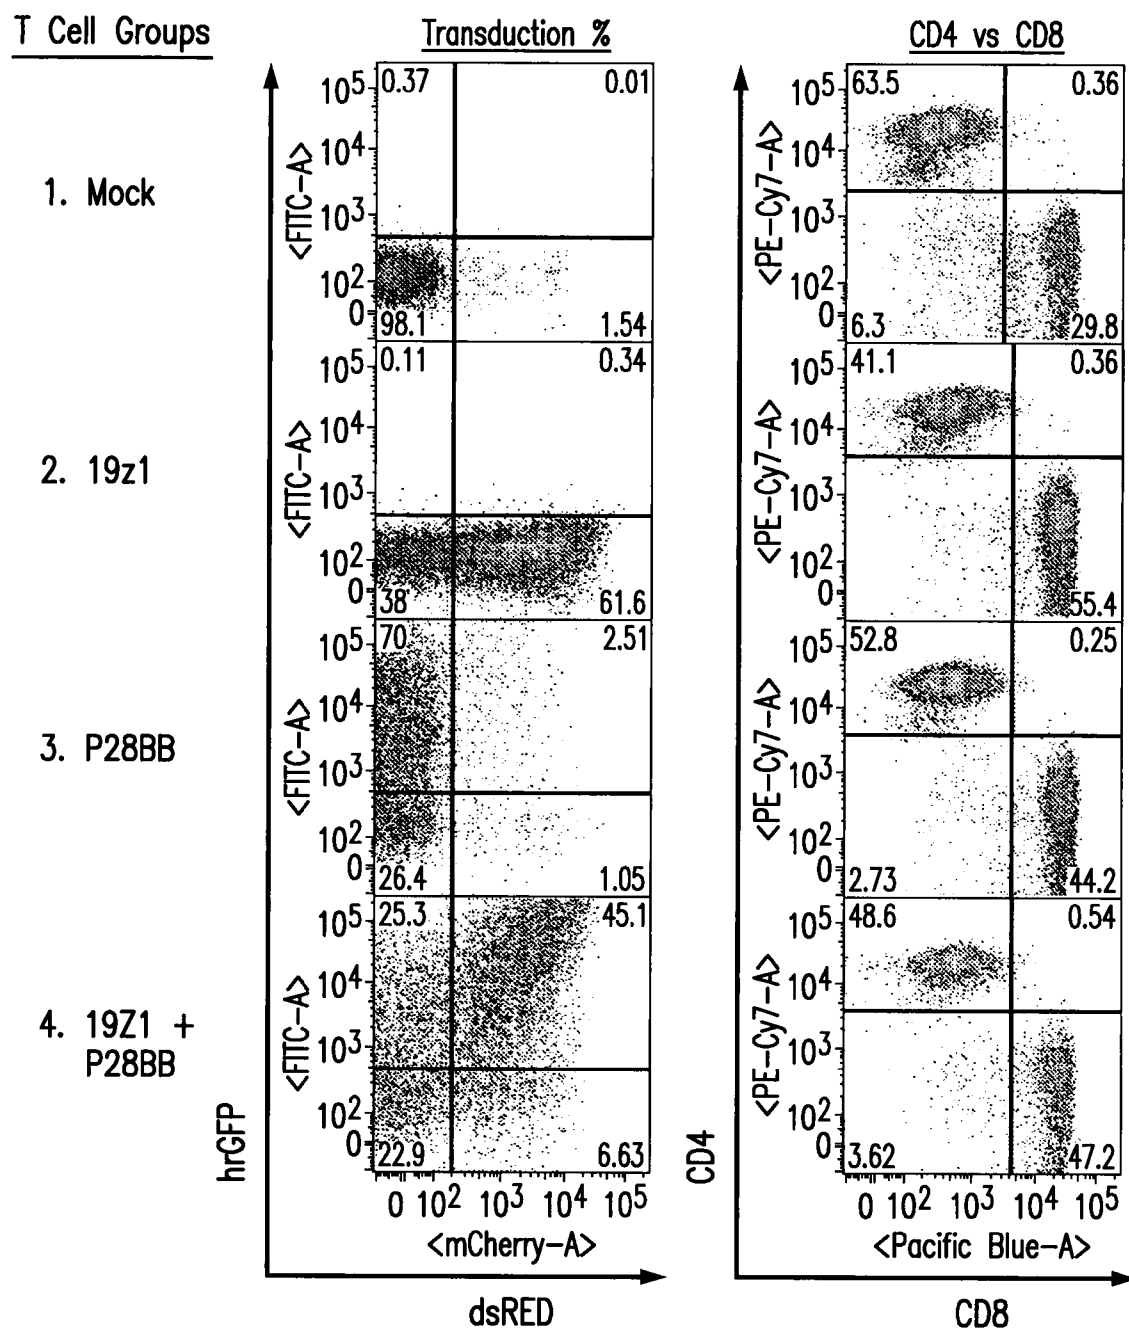 T Cell Groups
Transduction %
CD4 vs CD8
1. Mock
<FITC-A>
10⁵
10⁴
10³
10²
0
0.37
0.01
98.1
1.54
<PE-Cy7-A>
10⁵
10⁴
10³
10²
0
63.5
0.36
6.3
29.8
2. 19z1
<FITC-A>
10⁵
10⁴
10³
10²
0
0.11
0.34
38
61.6
<PE-Cy7-A>
10⁵
10⁴
10³
10²
0
41.1
0.36
55.4
3. P28BB
<FITC-A>
10⁵
10⁴
10³
10²
0
70
2.51
26.4
1.05
<PE-Cy7-A>
10⁵
10⁴
10³
10²
0
52.8
0.25
2.73
44.2
4. 19Z1 +
P28BB
<FITC-A>
10⁵
10⁴
10³
10²
0
25.3
45.1
22.9
6.63
<PE-Cy7-A>
10⁵
10⁴
10³
10²
0
48.6
0.54
3.62
47.2
hrGFP
CD4
0 10² 10³ 10⁴ 10⁵
<mCherry-A>
dsRED
0 10² 10³ 10⁴ 10⁵
<Pacific Blue-A>
CD8